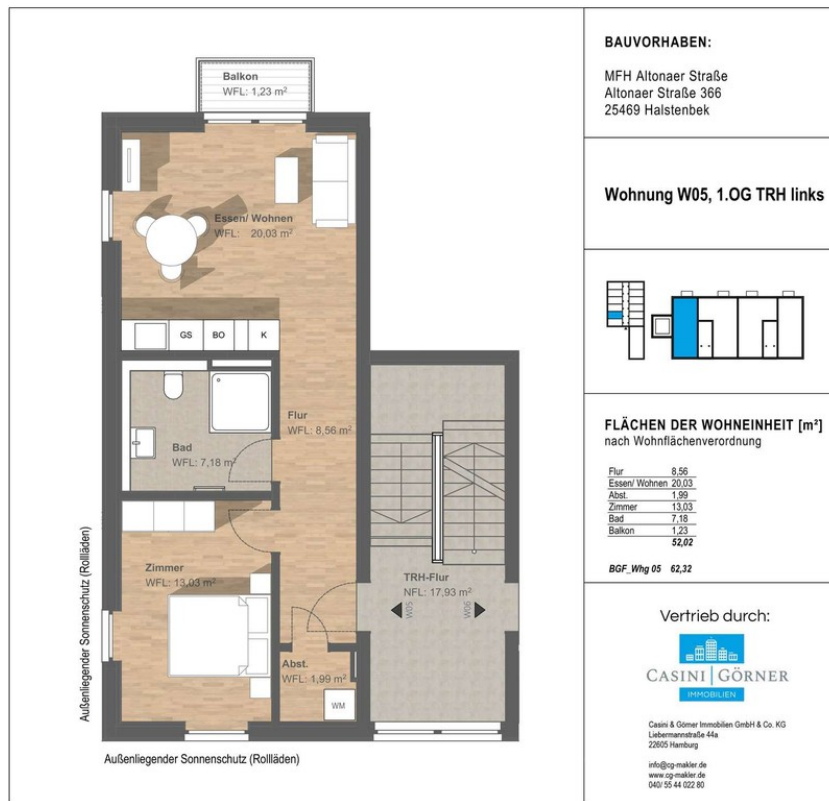 Balkon
WFL: 1,23 m²
Essen/ Wohnen
WFL: 20,03 m²
GS
BO
K
Flur
WFL: 8,56 m²
Bad
WFL: 7,18 m²
Zimmer
WFL: 13,03 m²
TRH-Flur
NFL: 17,93 m²
W05
W06
Abst.
WFL: 1,99 m²
WM
Außenliegender Sonnenschutz (Rollläden)
Außenliegender Sonnenschutz (Rollläden)
BAUVORHABEN:
MFH Altonaer Straße
Altonaer Straße 366
25469 Halstenbek
Wohnung W05, 1.OG TRH links
FLÄCHEN DER WOHNEINHEIT [m²]
nach Wohnflächenverordnung
Flur 8,56
Essen/ Wohnen 20,03
Abst. 1,99
Zimmer 13,03
Bad 7,18
Balkon 1,23
52,02
BGF_Whg 05 62,32
Vertrieb durch:
CASINI | GÖRNER
IMMOBILIEN
Casini & Görner Immobilien GmbH & Co. KG
Liebermannstraße 44a
22605 Hamburg
info@cg-makler.de
www.cg-makler.de
040/ 55 44 022 80